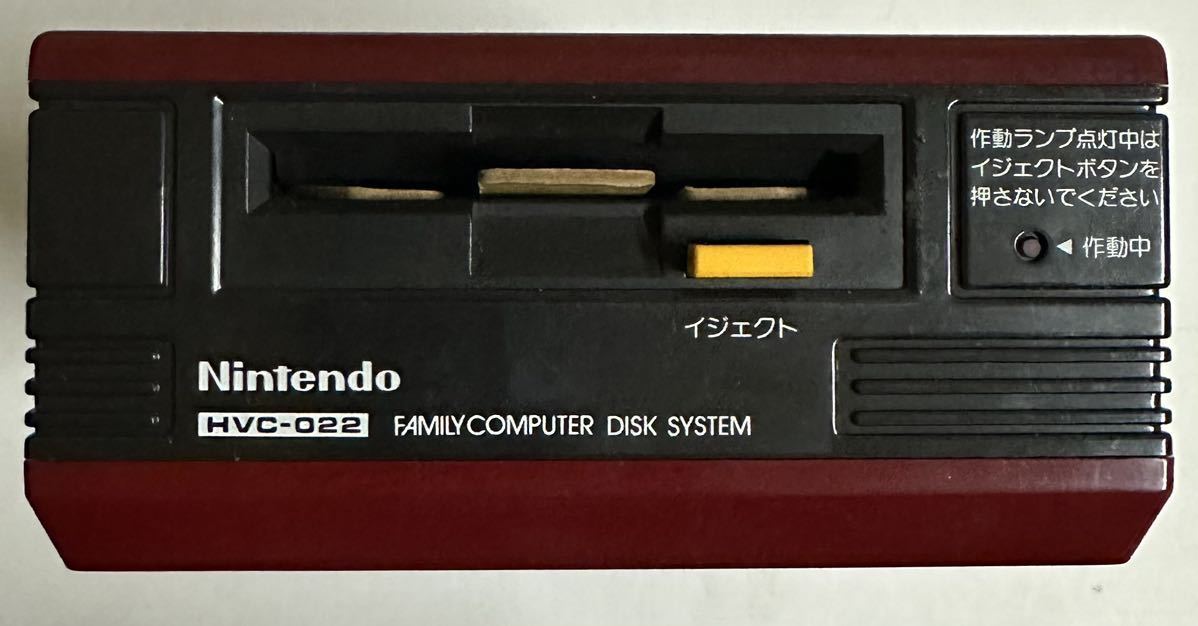 作動ランプ点灯中は
イジェクトボタンを
押さないでください
◀ 作動中
イジェクト
Nintendo
HVC-022 FAMILY COMPUTER DISK SYSTEM